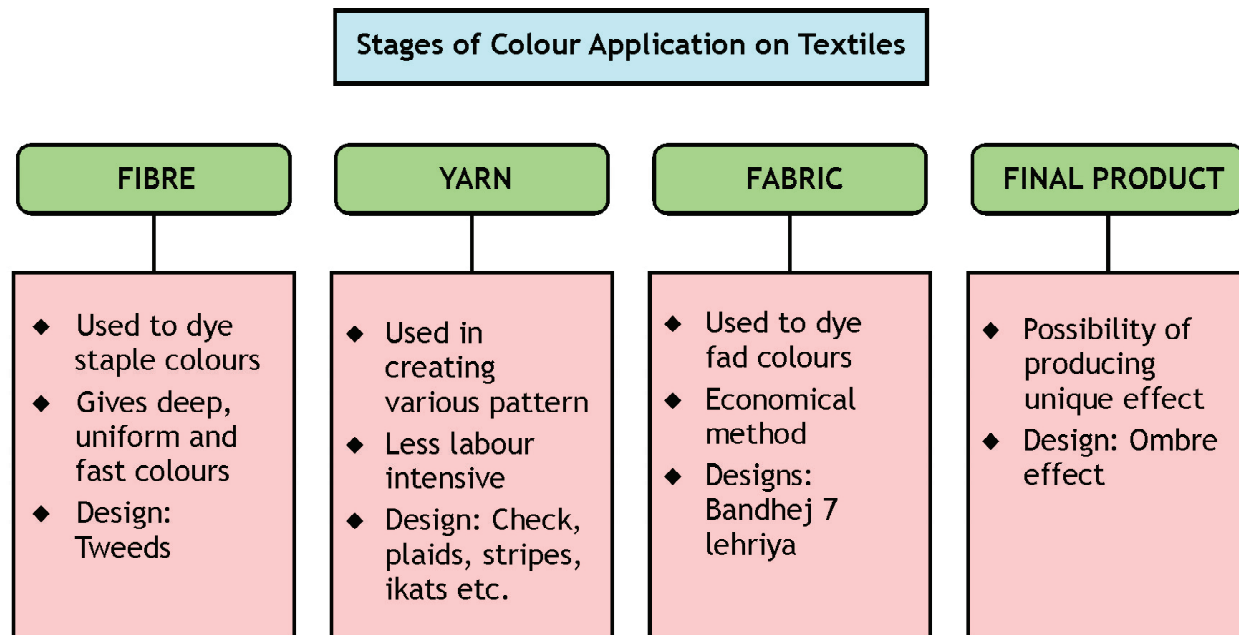 Stages of Colour Application on Textiles
FIBRE
◆ Used to dye
staple colours
◆ Gives deep,
uniform and
fast colours
◆ Design:
Tweeds
YARN
◆ Used in
creating
various pattern
◆ Less labour
intensive
◆ Design: Check,
plaids, stripes,
ikats etc.
FABRIC
◆ Used to dye
fad colours
◆ Economical
method
◆ Designs:
Bandhej 7
lehriya
FINAL PRODUCT
◆ Possibility of
producing
unique effect
◆ Design: Ombre
effect